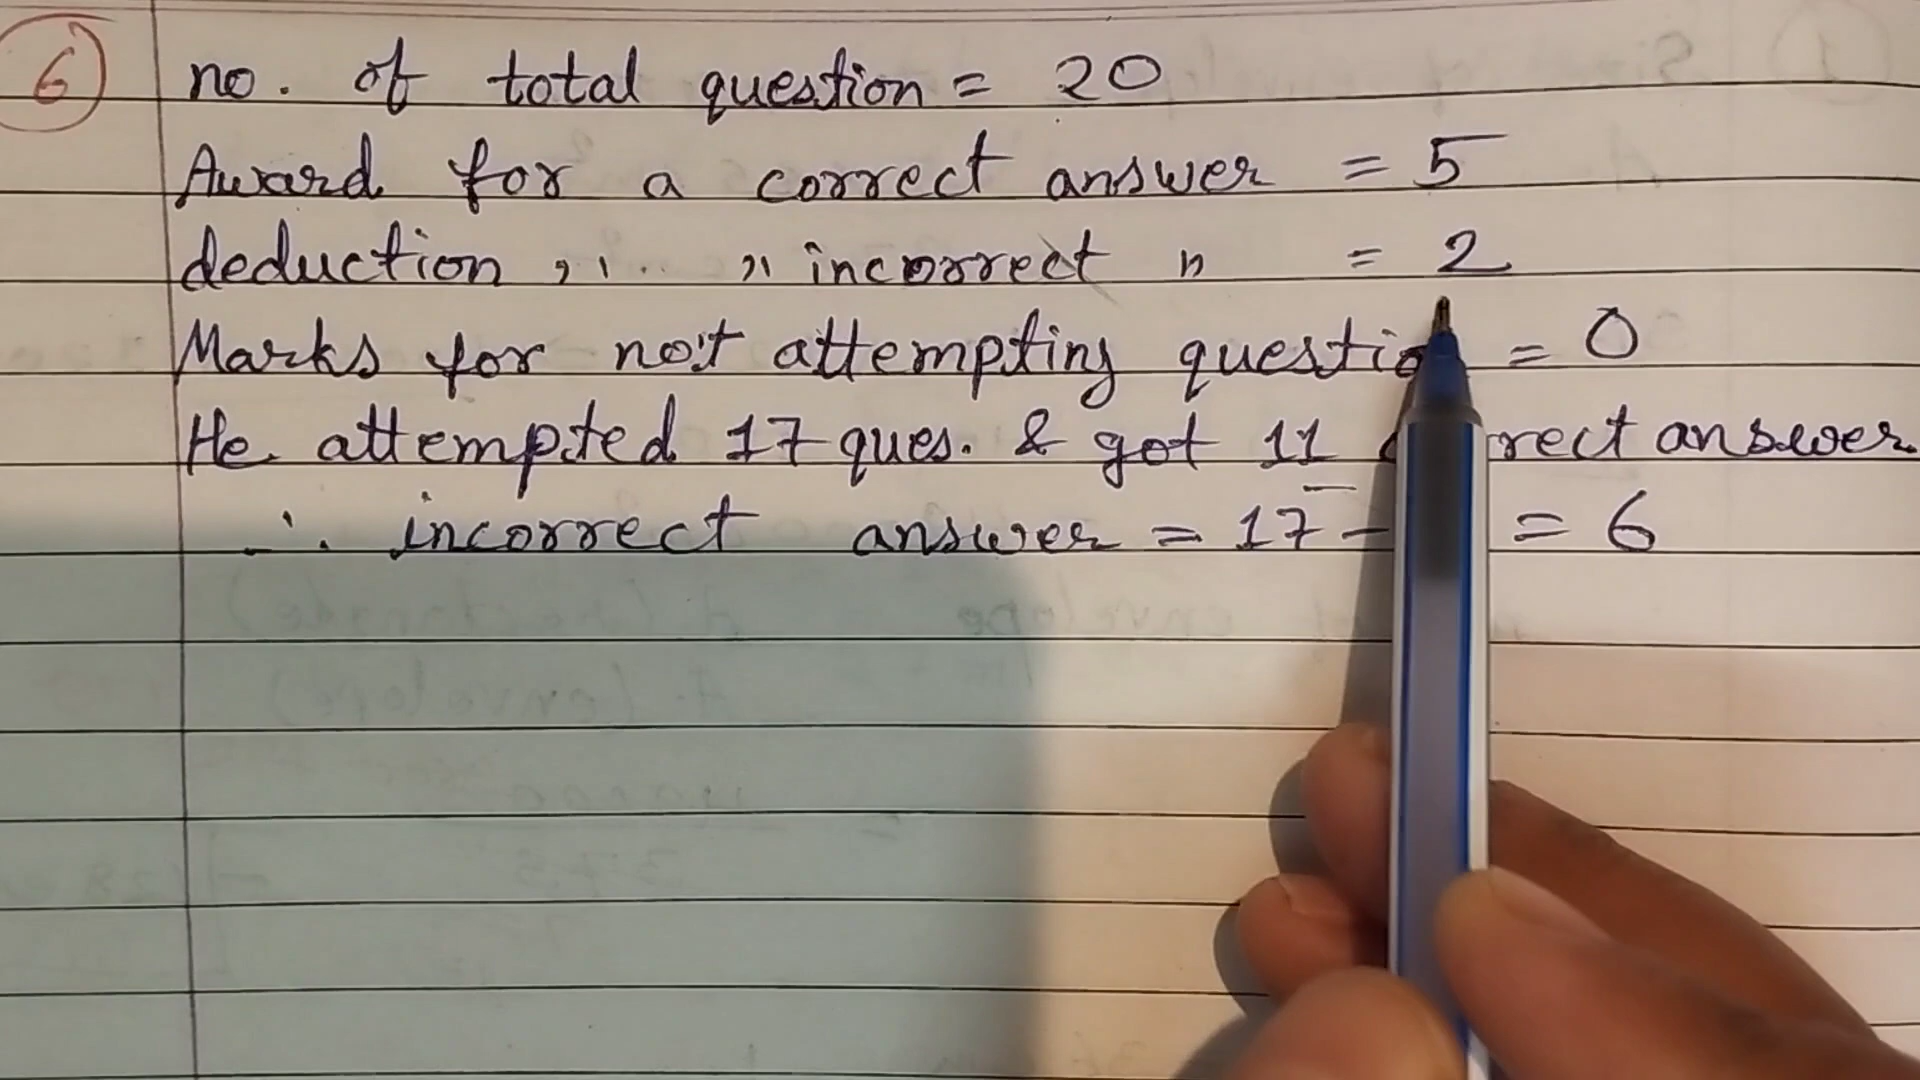 6 no. of total question = 20
Award for a correct answer = 5
deduction ,, .. ,, incorrect " = 2
Marks for not attempting = 0
He attempted 17 ques. & got 11 answer
∴ incorrect answer = 17 - = 6